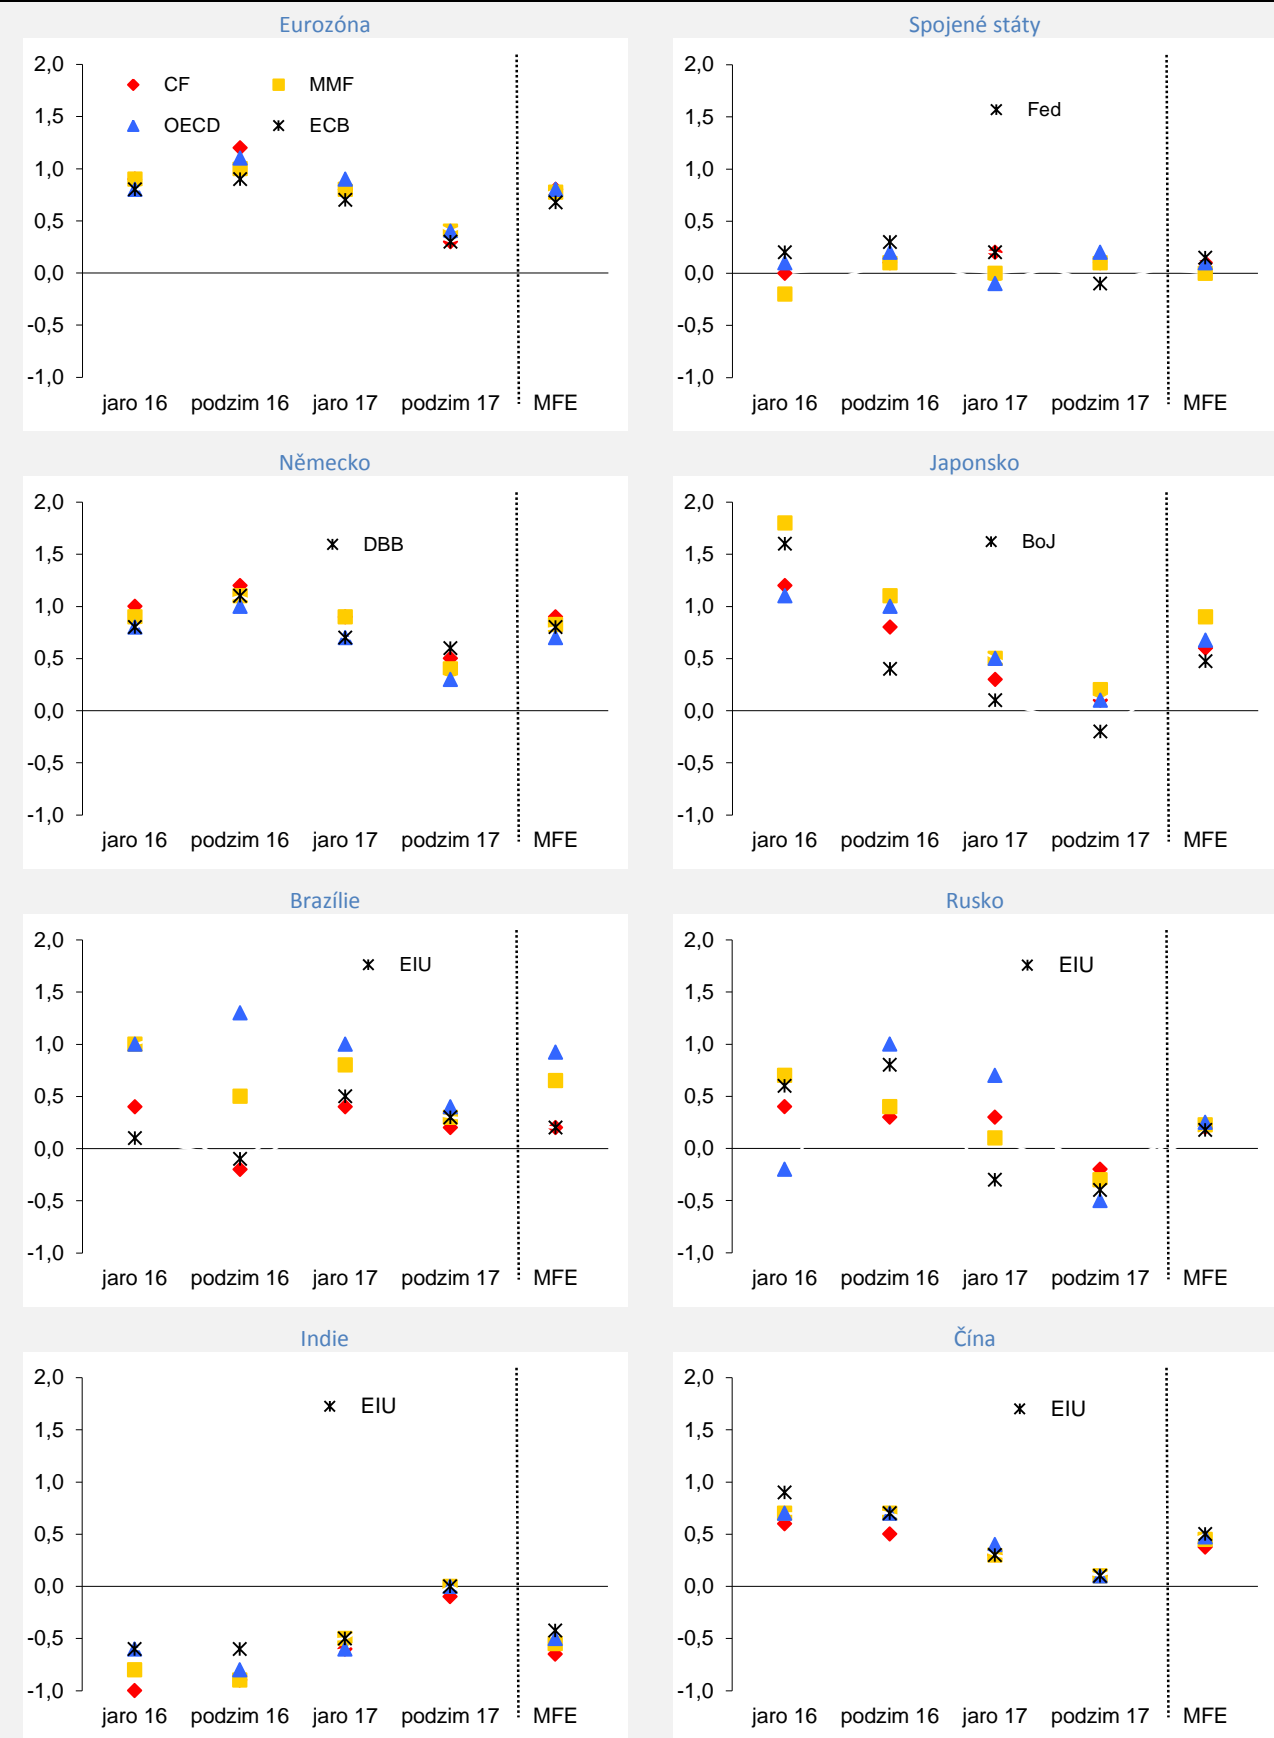 Eurozóna
2,0
CF MMF
1,5
OECD ECB
1,0
0,5
0,0
-0,5
-1,0
jaro 16 podzim 16 jaro 17 podzim 17 MFE
Spojené státy
2,0
Fed
1,5
1,0
0,5
0,0
-0,5
-1,0
jaro 16 podzim 16 jaro 17 podzim 17 MFE
Německo
2,0
DBB
1,5
1,0
0,5
0,0
-0,5
-1,0
jaro 16 podzim 16 jaro 17 podzim 17 MFE
Japonsko
2,0
BoJ
1,5
1,0
0,5
0,0
-0,5
-1,0
jaro 16 podzim 16 jaro 17 podzim 17 MFE
Brazílie
2,0
EIU
1,5
1,0
0,5
0,0
-0,5
-1,0
jaro 16 podzim 16 jaro 17 podzim 17 MFE
Rusko
2,0
EIU
1,5
1,0
0,5
0,0
-0,5
-1,0
jaro 16 podzim 16 jaro 17 podzim 17 MFE
Indie
2,0
EIU
1,5
1,0
0,5
0,0
-0,5
-1,0
jaro 16 podzim 16 jaro 17 podzim 17 MFE
Čína
2,0
EIU
1,5
1,0
0,5
0,0
-0,5
-1,0
jaro 16 podzim 16 jaro 17 podzim 17 MFE